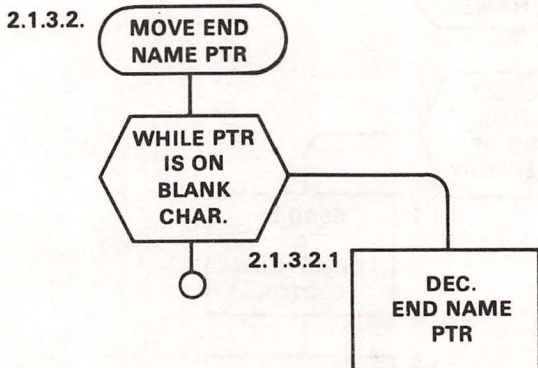 2.1.3.2.
MOVE END
NAME PTR
WHILE PTR
IS ON
BLANK
CHAR.
2.1.3.2.1
DEC.
END NAME
PTR